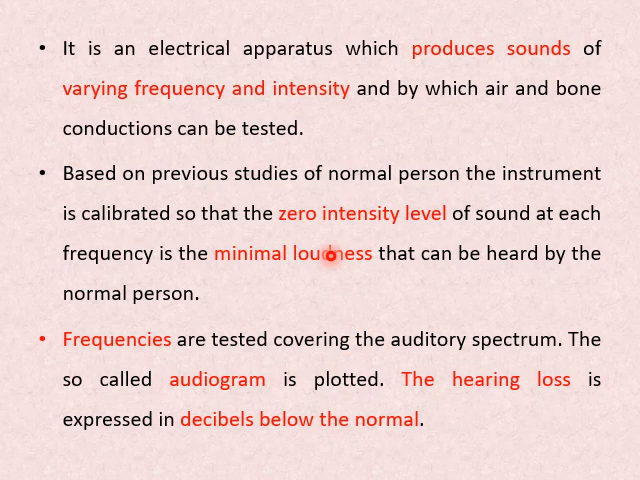 • It is an electrical apparatus which produces sounds of
varying frequency and intensity and by which air and bone
conductions can be tested.
• Based on previous studies of normal person the instrument
is calibrated so that the zero intensity level of sound at each
frequency is the minimal loudness that can be heard by the
normal person.
• Frequencies are tested covering the auditory spectrum. The
so called audiogram is plotted. The hearing loss is
expressed in decibels below the normal.